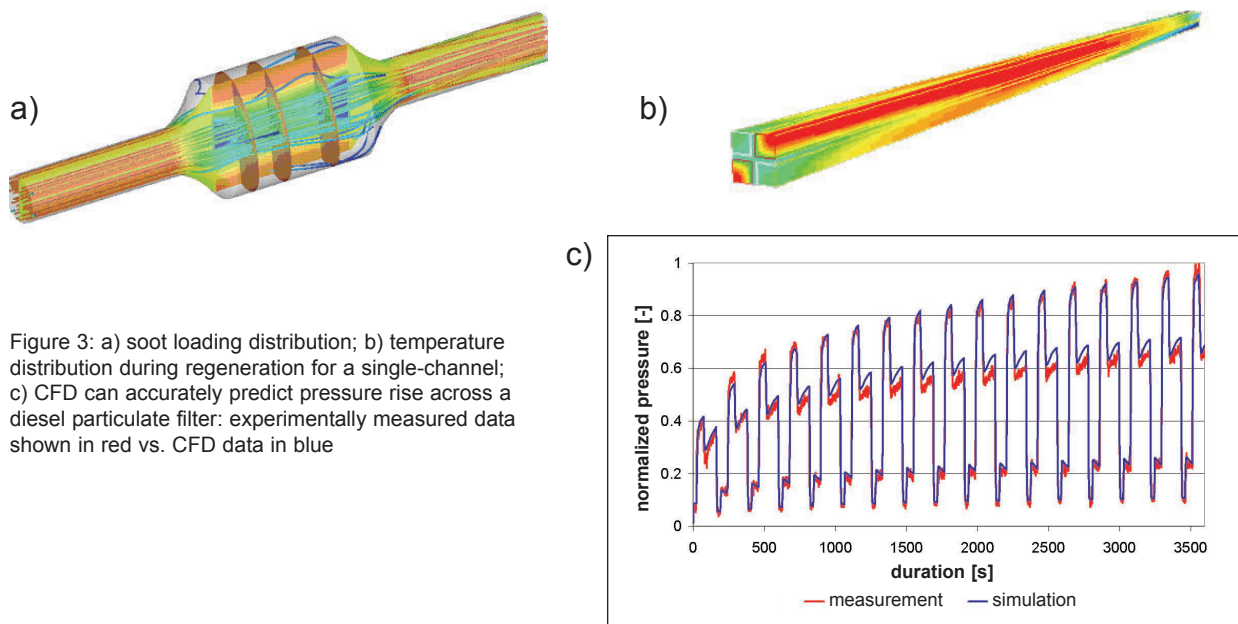 a)
b)
c)
Figure 3: a) soot loading distribution; b) temperature
distribution during regeneration for a single-channel;
c) CFD can accurately predict pressure rise across a
diesel particulate filter: experimentally measured data
shown in red vs. CFD data in blue
normalized pressure [-]
1
0.8
0.6
0.4
0.2
0
0 500 1000 1500 2000 2500 3000 3500
duration [s]
measurement simulation